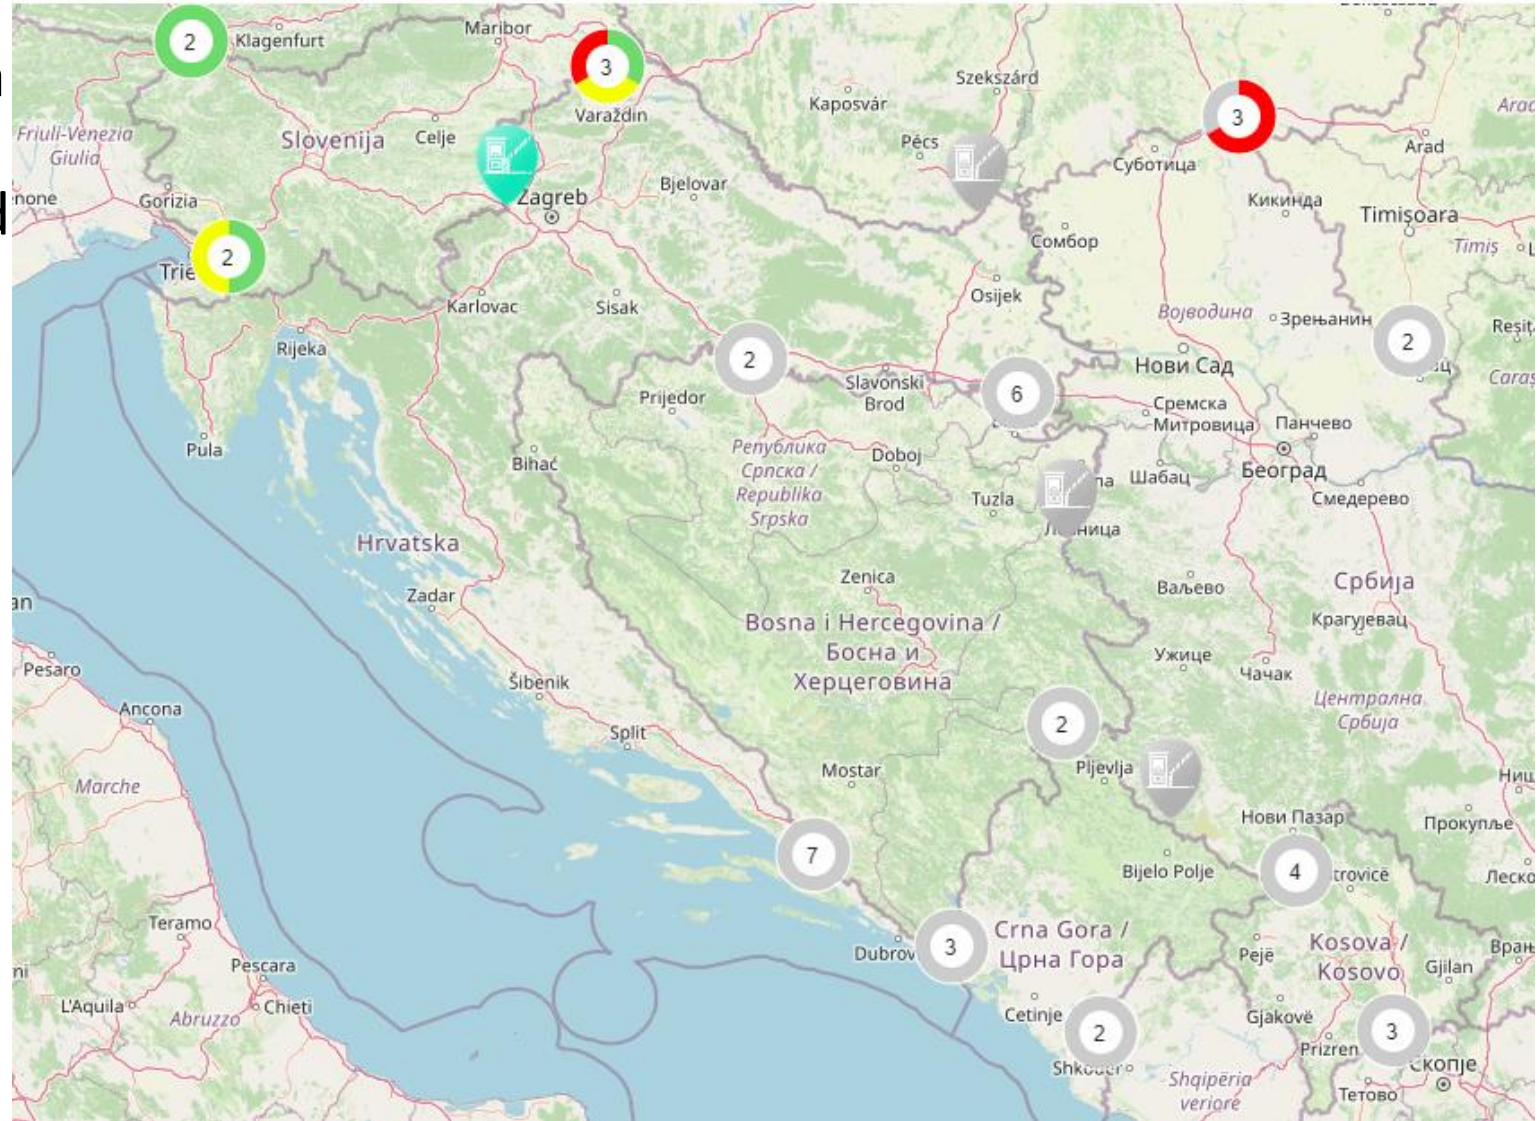 Maribor
2
Klagenfurt
3
Varaždin
Szekszárd
Kaposvár
3
Friuli-Venezia
Giulia
Slovenija
Celje
Pécs
Суботица
Arad
Gorizia
Zagreb
Bjelovar
Кикинда
Timișoara
Timiș
Сомбор
2
Karlovac
Sisak
Osijek
Војводина
Зрењанин
Rijeka
2
2
Нови Сад
Prijedor
Slavonski
Brod
6
Сремска
Митровица
Панчево
Pula
Bihać
Република
Српска /
Republika
Srpska
Doboj
Tuzla
Шабац
Београд
Смедерево
Hrvatska
Zenica
Ваљево
Србија
Zadar
Крагујевац
Bosna i Hercegovina /
Босна и
Херцеговина
Pesaro
Ужице
Чачак
Šibenik
Ancona
Централна
Србија
Split
2
Mostar
Pljevlja
Marche
Нови Пазар
Прокупље
7
Bijelo Polje
4
Teramo
3
Crna Gora /
Црна Гора
Pejë
Kosova /
Kosovo
Gjilan
Pescara
L'Aquila
Chieti
Abruzzo
Cetinje
2
Gjakovë
3
Prizren
Скопје
Shqipëria
veriore
Тетово